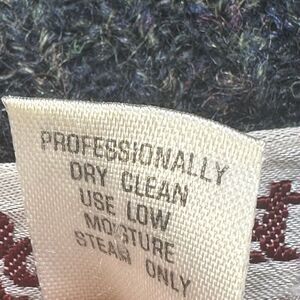 PROFESSIONALLY
DRY CLEAN
USE LOW
MOISTURE
STEAM ONLY